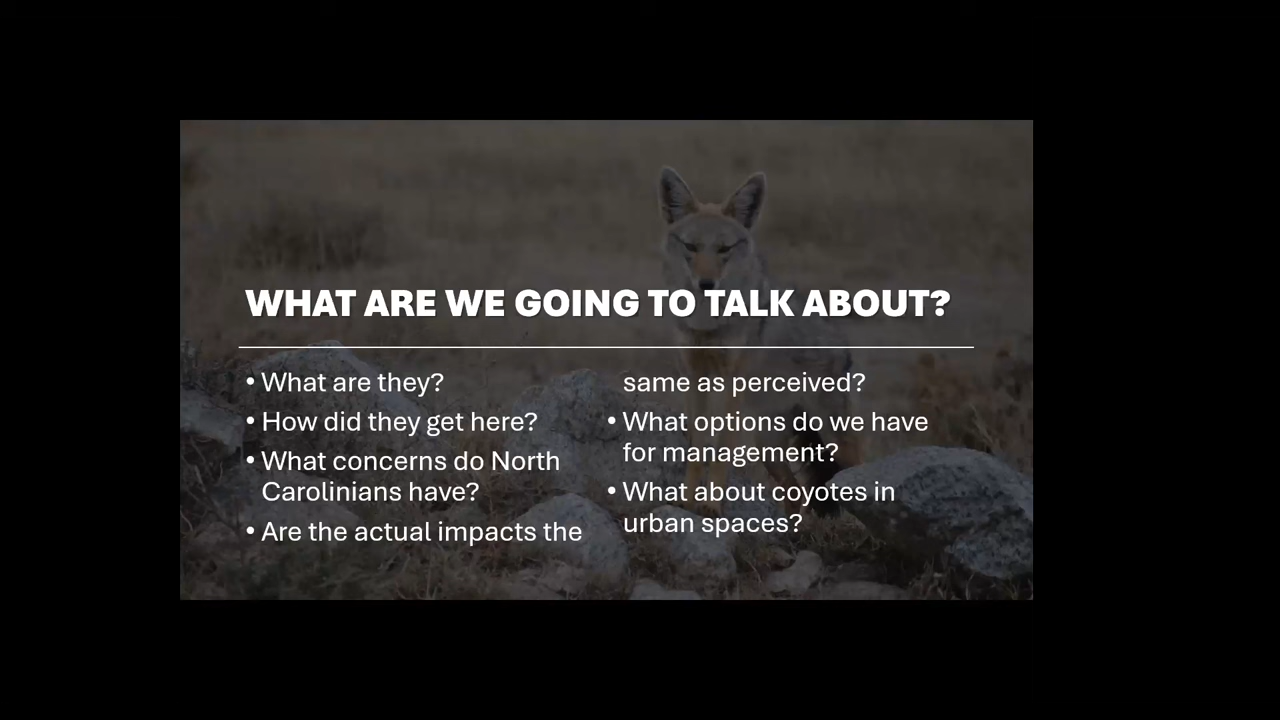 WHAT ARE WE GOING TO TALK ABOUT?
• What are they?
• How did they get here?
• What concerns do North
Carolinians have?
• Are the actual impacts the
same as perceived?
• What options do we have
for management?
• What about coyotes in
urban spaces?